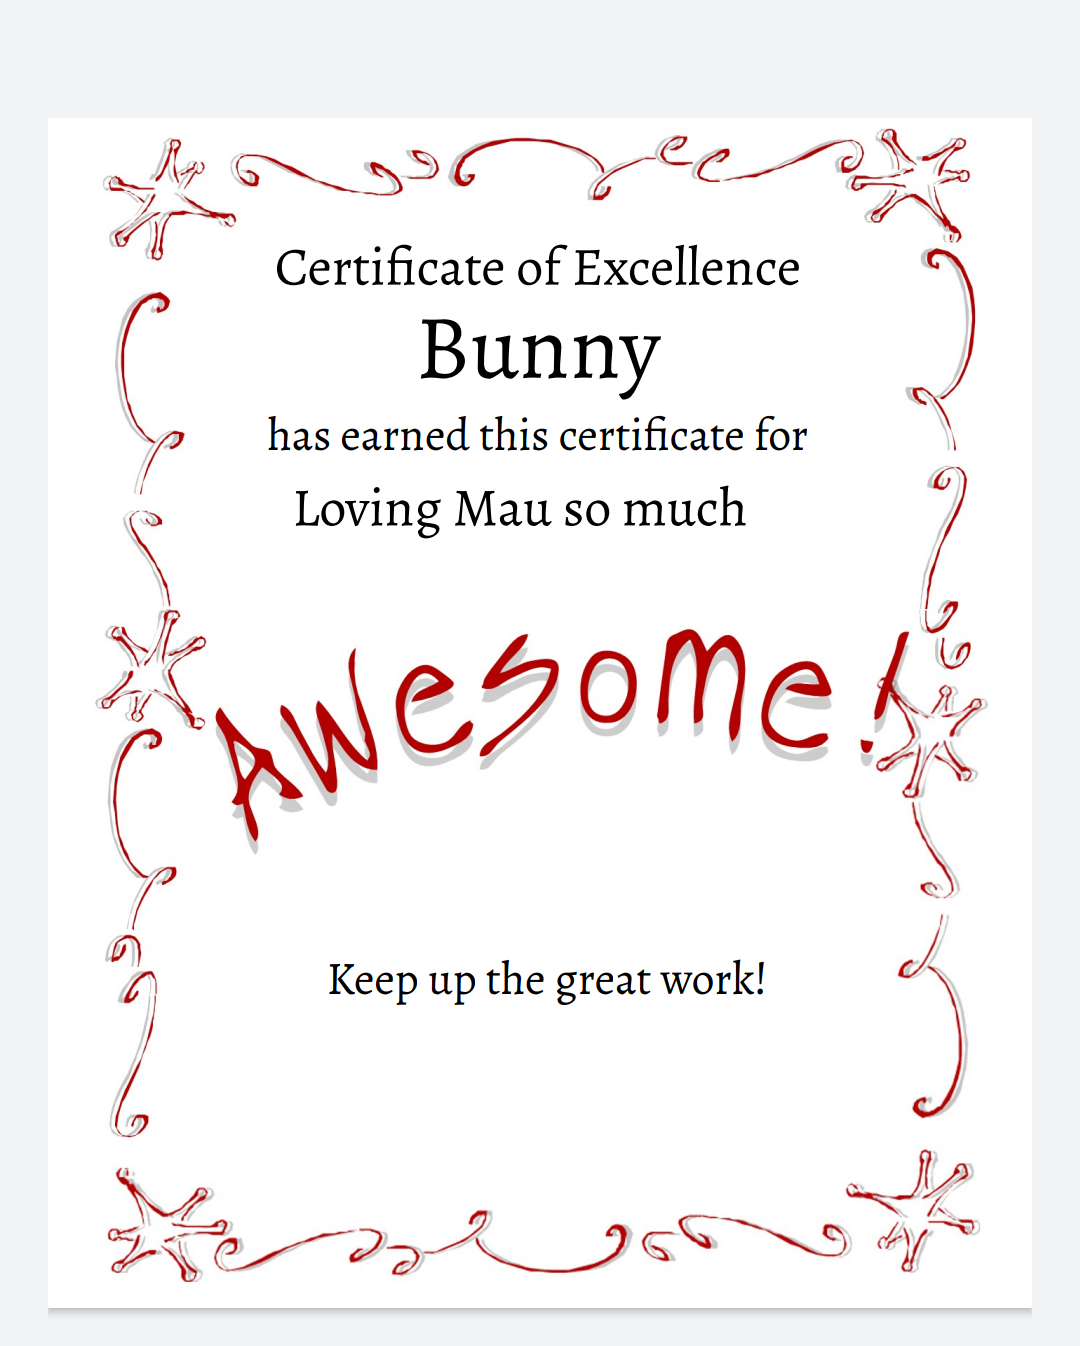 Certificate of Excellence
Bunny
has earned this certificate for
Loving Mau so much
Awesome!
Keep up the great work!